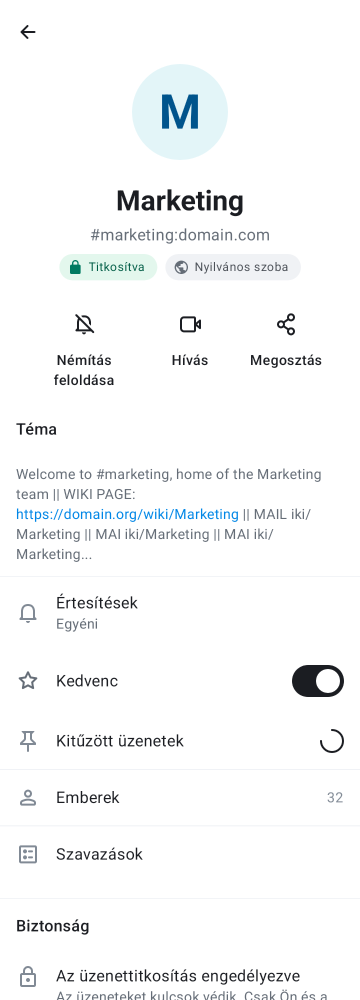 M
Marketing
#marketing:domain.com
Titkosítva
Nyilvános szoba
Némítás
feloldása
Hívás
Megosztás
Téma
Welcome to #marketing, home of the Marketing
team || WIKI PAGE:
https://domain.org/wiki/Marketing || MAIL iki/
Marketing || MAI iki/Marketing || MAI iki/
Marketing...
Értesítések
Egyéni
Kedvenc
Kitűzött üzenetek
Emberek
32
Szavazások
Biztonság
Az üzenettitkosítás engedélyezve
Az üzeneteket kulcsok védik. Csak Ön és a